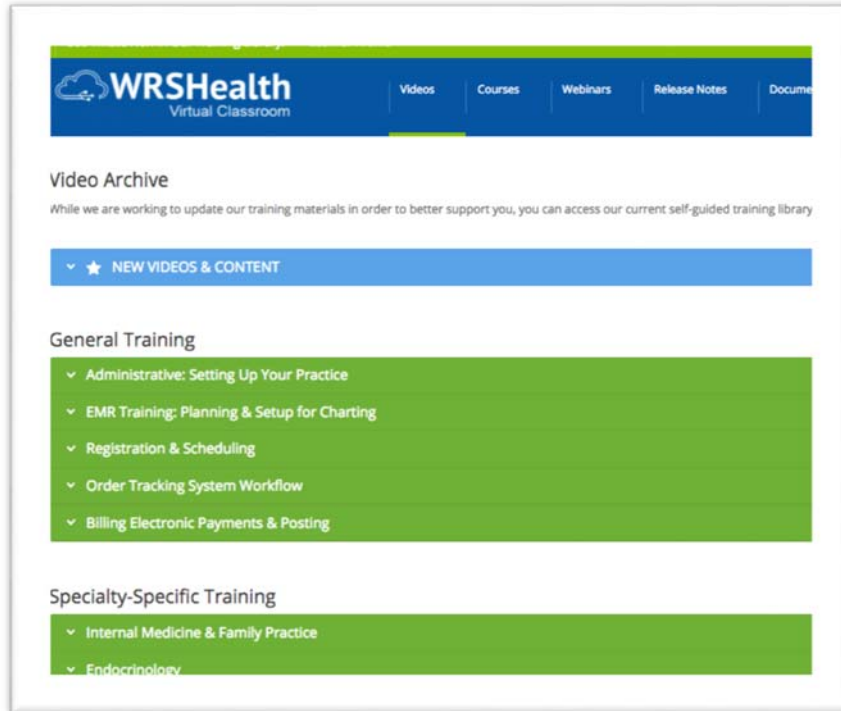 WRSHealth
Virtual Classroom
Videos Courses Webinars Release Notes Docume
Video Archive
While we are working to update our training materials in order to better support you, you can access our current self-guided training library
NEW VIDEOS & CONTENT
General Training
Administrative: Setting Up Your Practice
EMR Training: Planning & Setup for Charting
Registration & Scheduling
Order Tracking System Workflow
Billing Electronic Payments & Posting
Specialty-Specific Training
Internal Medicine & Family Practice
Endocrinology